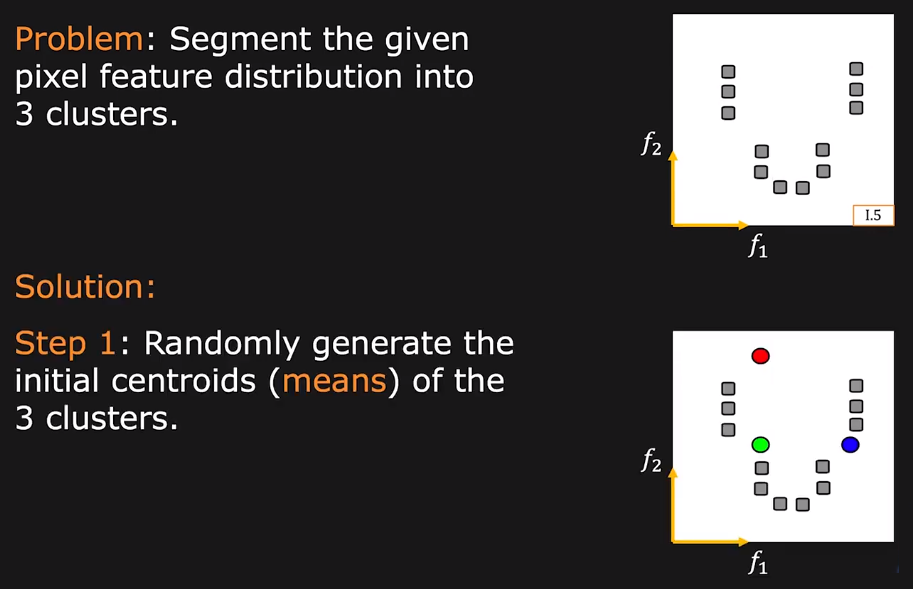 Problem: Segment the given
pixel feature distribution into
3 clusters.
f₂
I.5
f₁
Solution:
Step 1: Randomly generate the
initial centroids (means) of the
3 clusters.
f₂
f₁